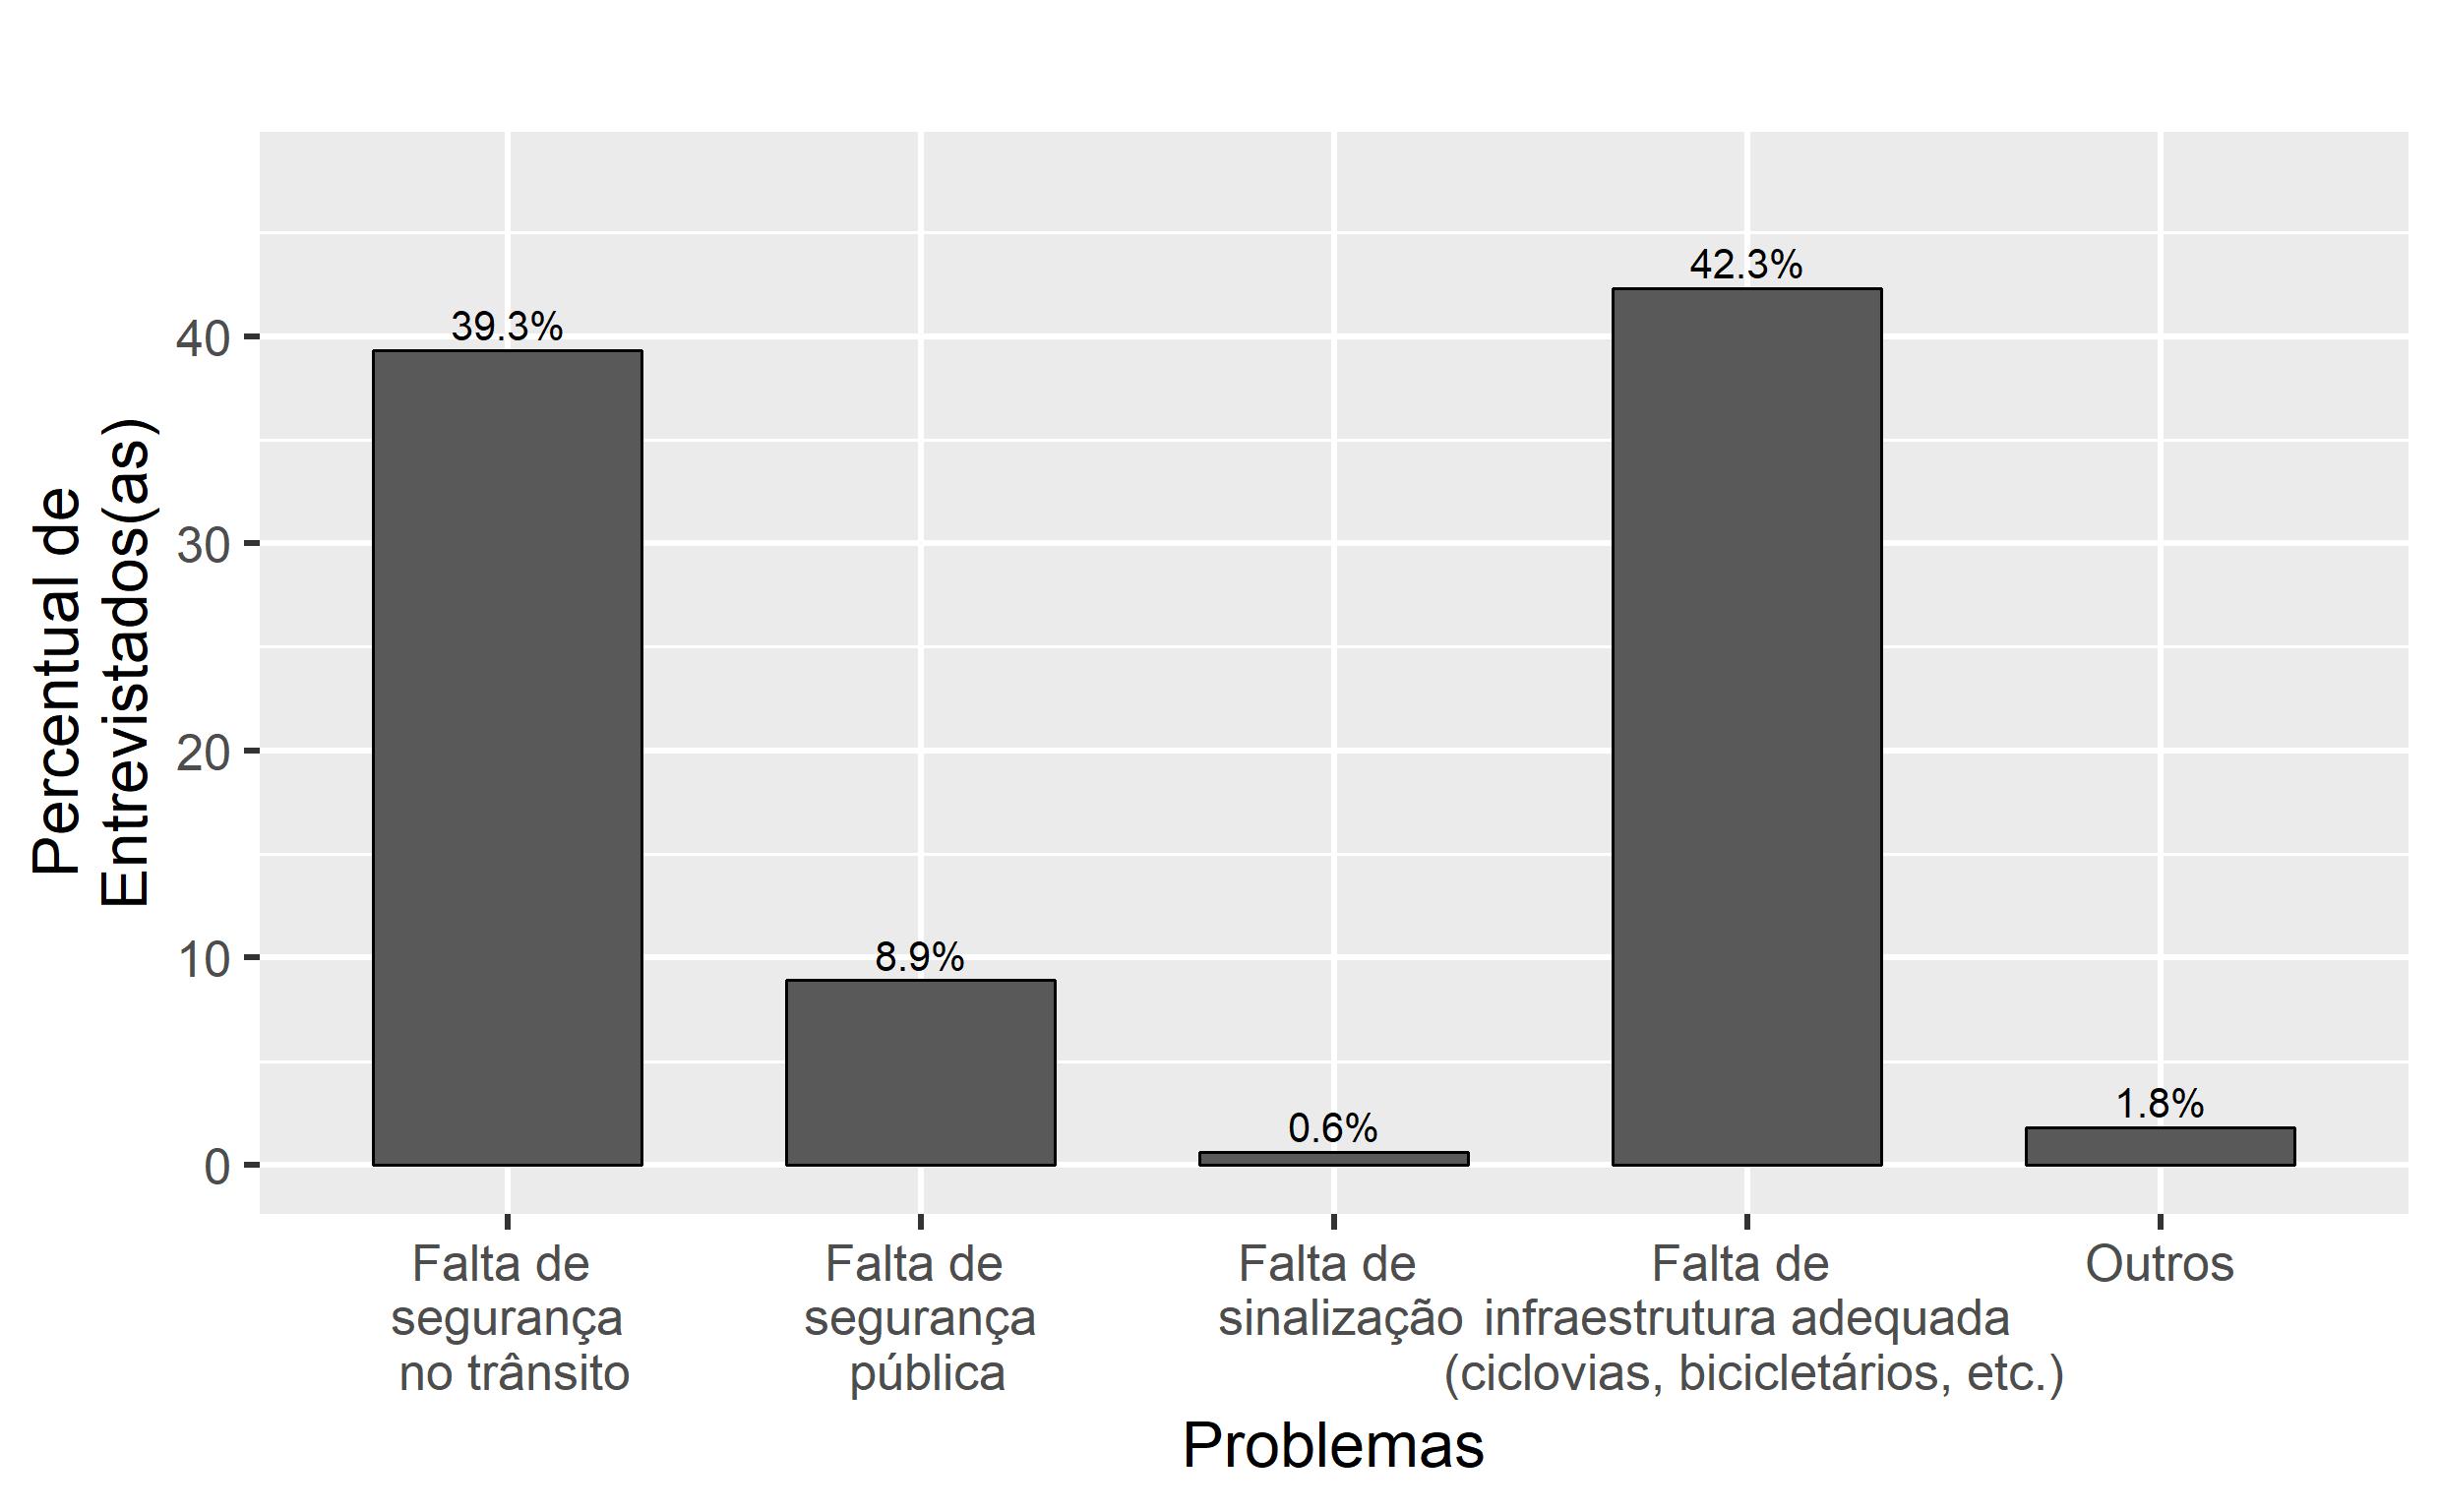 Percentual de
Entrevistados(as)
40
30
20
10
0
39.3%
8.9%
0.6%
42.3%
1.8%
Falta de
segurança
no trânsito
Falta de
segurança
pública
Falta de
sinalização
Falta de
infraestrutura adequada
(ciclovias, bicicletários, etc.)
Outros
Problemas